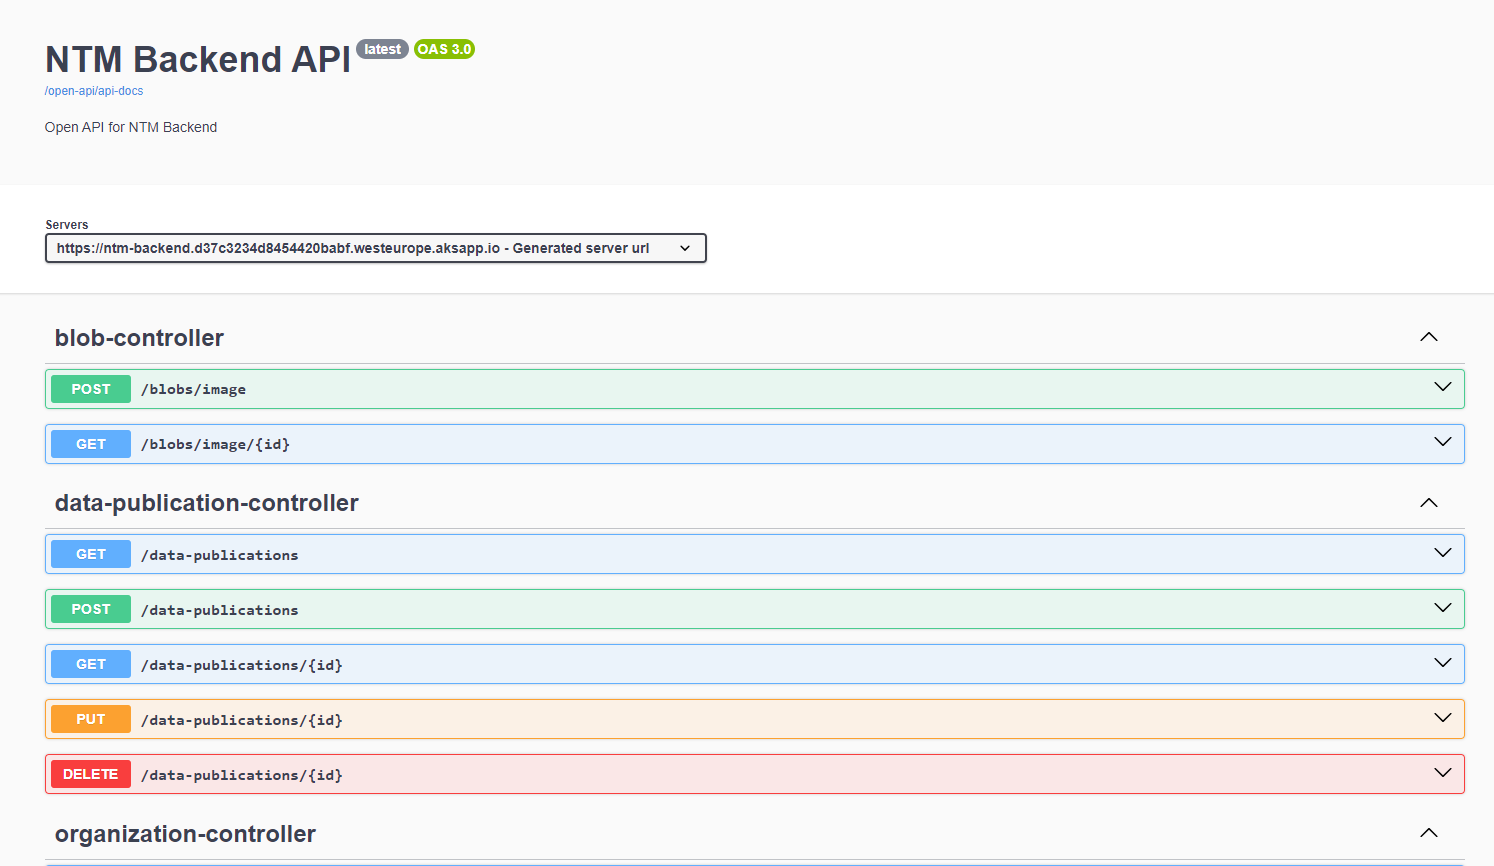 NTM Backend API latest OAS 3.0
/open-api/api-docs
Open API for NTM Backend
Servers
https://ntm-backend.d37c3234d8454420babf.westeurope.aksapp.io - Generated server url
blob-controller
POST /blobs/image
GET /blobs/image/{id}
data-publication-controller
GET /data-publications
POST /data-publications
GET /data-publications/{id}
PUT /data-publications/{id}
DELETE /data-publications/{id}
organization-controller